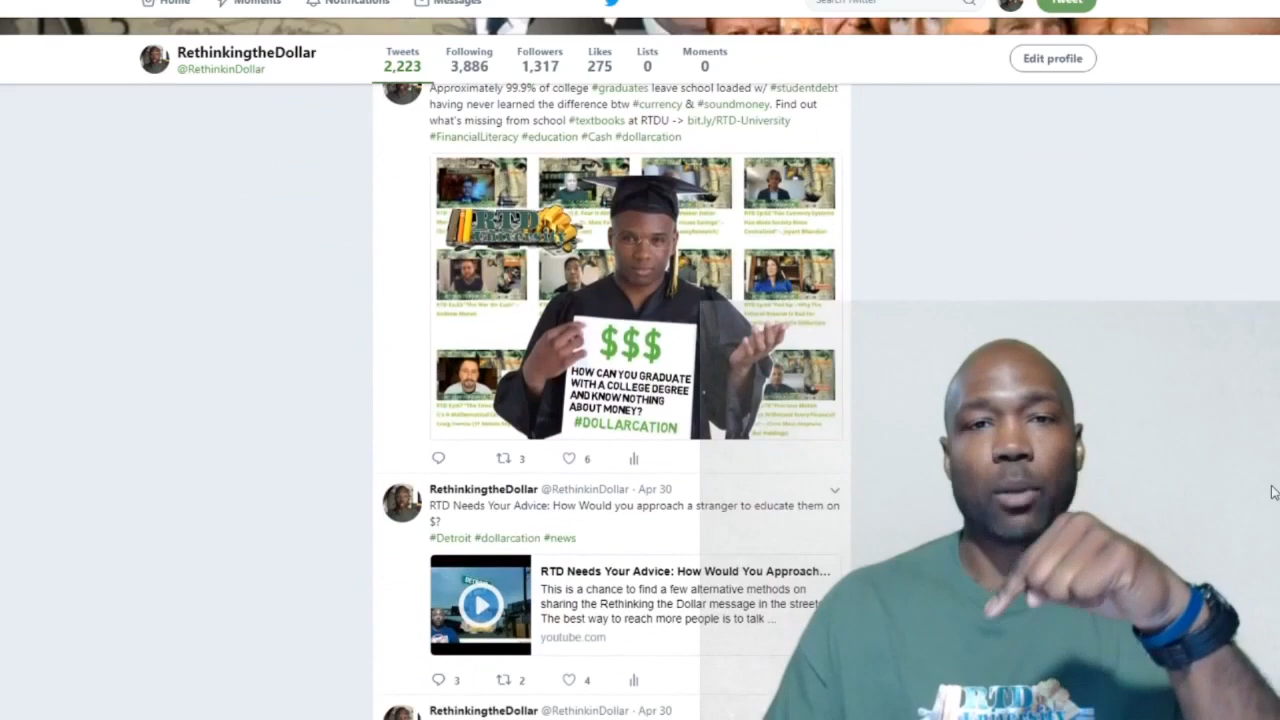 Home Moments Notifications Messages
Search Twitter
Tweet
RethinkingtheDollar
@RethinkinDollar
Tweets Following Followers Likes Lists Moments
2,223 3,886 1,317 275 0 0
Edit profile
Approximately 99.9% of college #graduates leave school loaded w/ #studentdebt
having never learned the difference btw #currency & #soundmoney. Find out
what's missing from school #textbooks at RTDU -> bit.ly/RTD-University
#FinancialLiteracy #education #Cash #dollarcation
RTD
University
$$$
HOW CAN YOU GRADUATE
WITH A COLLEGE DEGREE
AND KNOW NOTHING
ABOUT MONEY?
#DOLLARCATION
3 6
RethinkingtheDollar @RethinkinDollar · Apr 30
RTD Needs Your Advice: How Would you approach a stranger to educate them on
$?
#Detroit #dollarcation #news
RTD Needs Your Advice: How Would You Approach...
This is a chance to find a few alternative methods on
sharing the Rethinking the Dollar message in the streets
The best way to reach more people is to talk ...
youtube.com
3 2 4
RethinkingtheDollar @RethinkinDollar · Apr 30
RTD